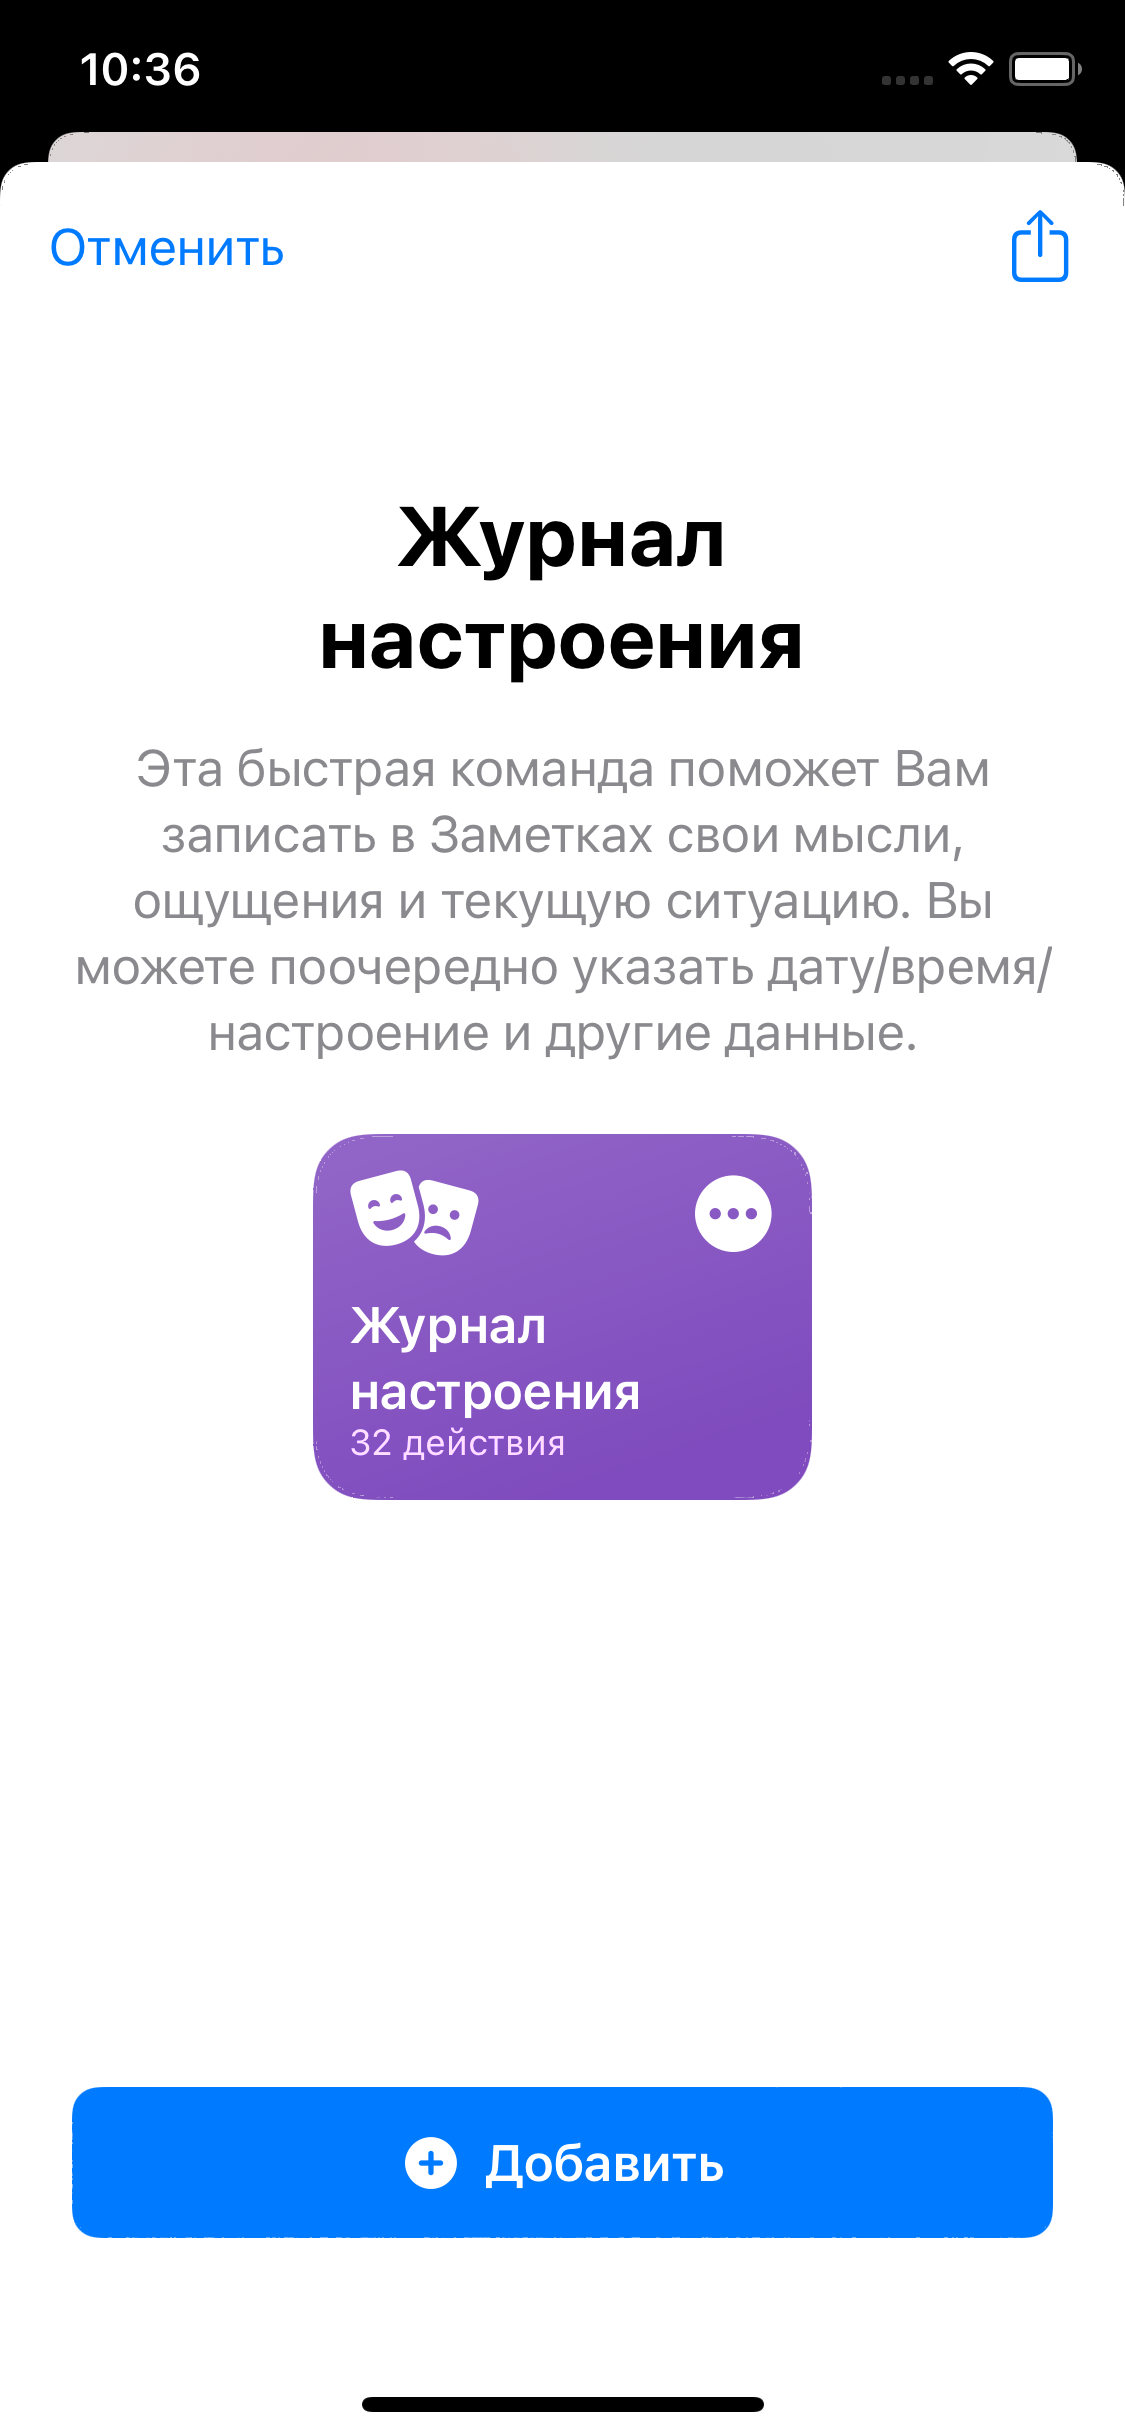 10:36
Отменить
Журнал
настроения
Эта быстрая команда поможет Вам
записать в Заметках свои мысли,
ощущения и текущую ситуацию. Вы
можете поочередно указать дату/время/
настроение и другие данные.
Журнал
настроения
32 действия
Добавить